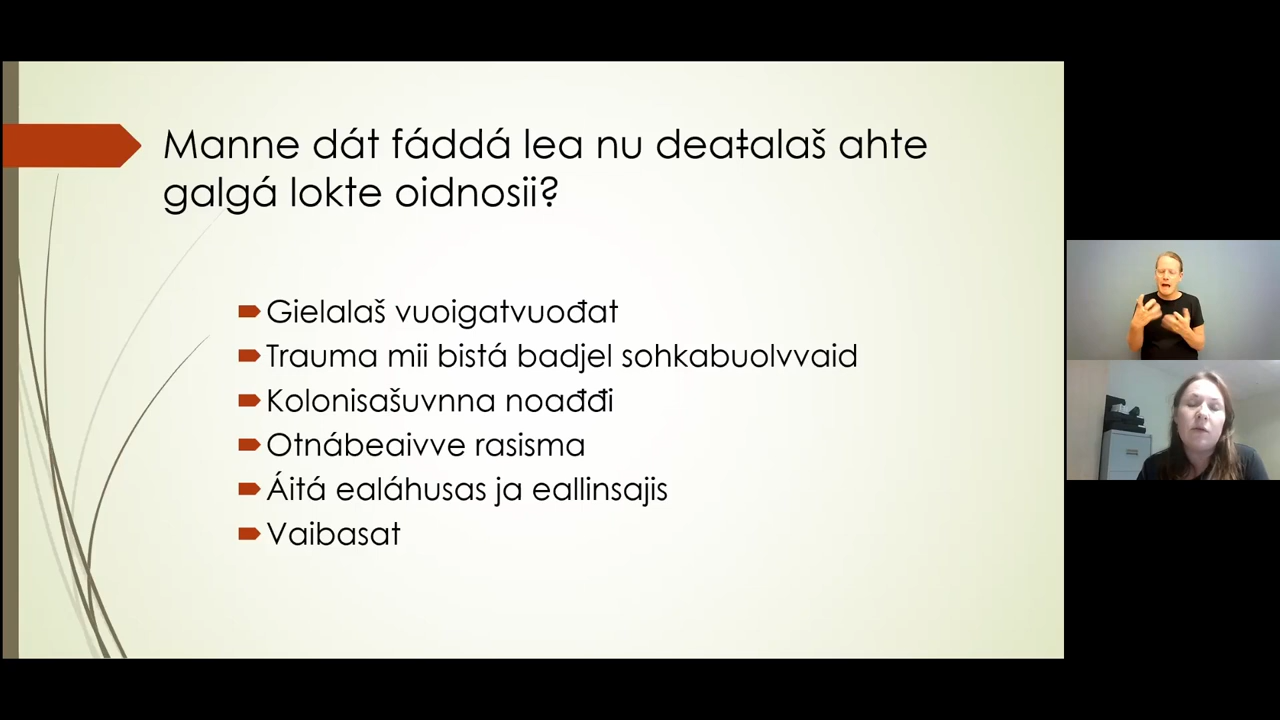 Manne dát fáddá lea nu deaŧalaš ahte
galgá lokte oidnosii?
Gielalaš vuoigatvuođat
Trauma mii bistá badjel sohkabuolvvaid
Kolonisašuvnna noađđi
Otnábeaivve rasisma
Áitá ealáhusas ja eallinsajis
Vaibasat